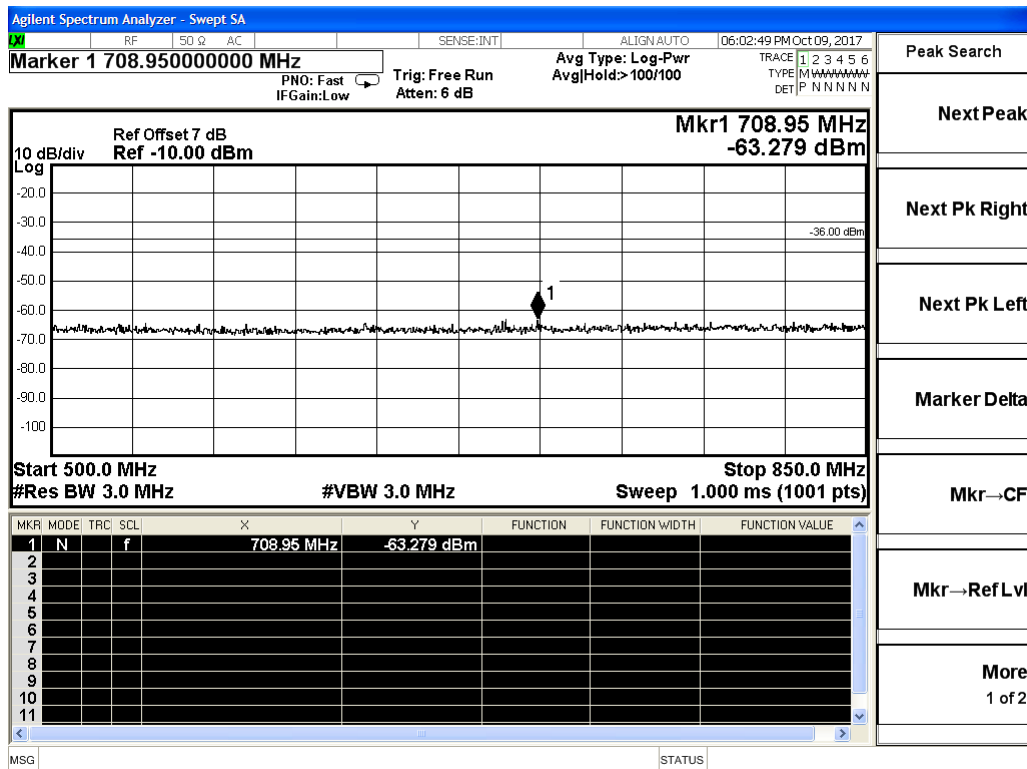 Agilent Spectrum Analyzer - Swept SA
LXI RF 50 Ω AC SENSE:INT ALIGN AUTO 06:02:49 PM Oct 09, 2017
Marker 1 708.950000000 MHz
PNO: Fast
IFGain:Low
Trig: Free Run
Atten: 6 dB
Avg Type: Log-Pwr
Avg|Hold:>100/100
TRACE 1 2 3 4 5 6
TYPE M
DET P N N N N N
Peak Search
Next Peak
Next Pk Right
Next Pk Left
Marker Delta
Mkr→CF
Mkr→Ref Lvl
More
1 of 2
Mkr1 708.95 MHz
-63.279 dBm
Ref Offset 7 dB
10 dB/div Ref -10.00 dBm
Log
-20.0
-30.0
-36.00 dBm
-40.0
-50.0
1
-60.0
-70.0
-80.0
-90.0
-100
Start 500.0 MHz Stop 850.0 MHz
#Res BW 3.0 MHz #VBW 3.0 MHz Sweep 1.000 ms (1001 pts)
MKR MODE TRC SCL X Y FUNCTION FUNCTION WIDTH FUNCTION VALUE
1 N f 708.95 MHz -63.279 dBm
2
3
4
5
6
7
8
9
10
11
MSG STATUS